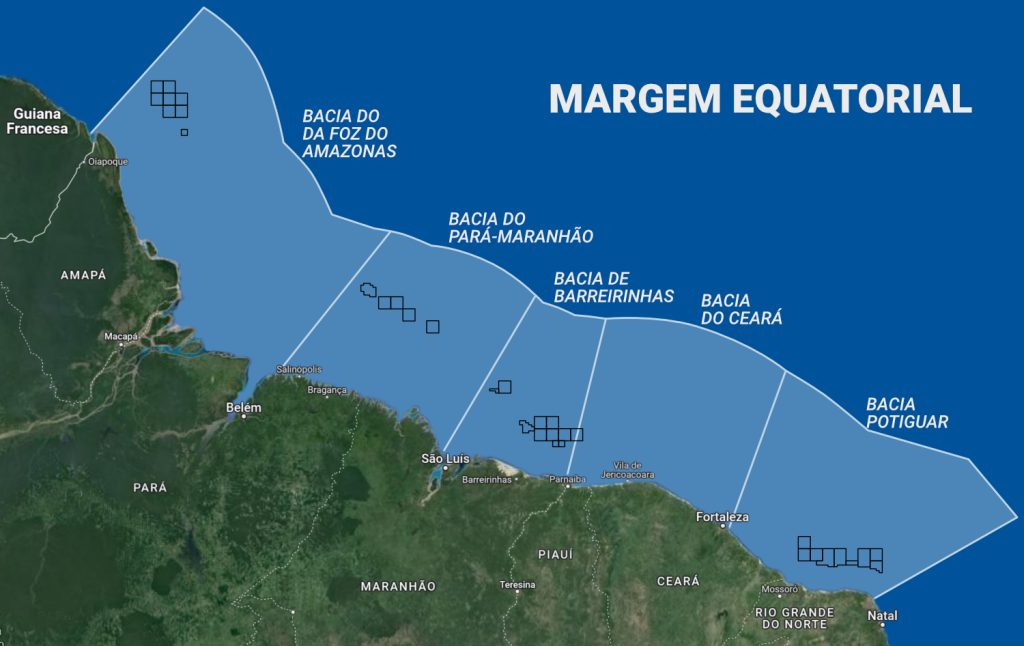 MARGEM EQUATORIAL
Guiana
Francesa
BACIA DO
DA FOZ DO
AMAZONAS
Oiapoque
BACIA DO
PARÁ-MARANHÃO
AMAPÁ
BACIA DE
BARREIRINHAS
BACIA
DO CEARÁ
Macapá
Salinópolis
Bragança
Belém
BACIA
POTIGUAR
São Luís
Barreirinhas
Parnaíba
Vila de
Jericoacoara
PARÁ
Fortaleza
PIAUÍ
MARANHÃO
Teresina
CEARÁ
Mossoró
RIO GRANDE
DO NORTE
Natal